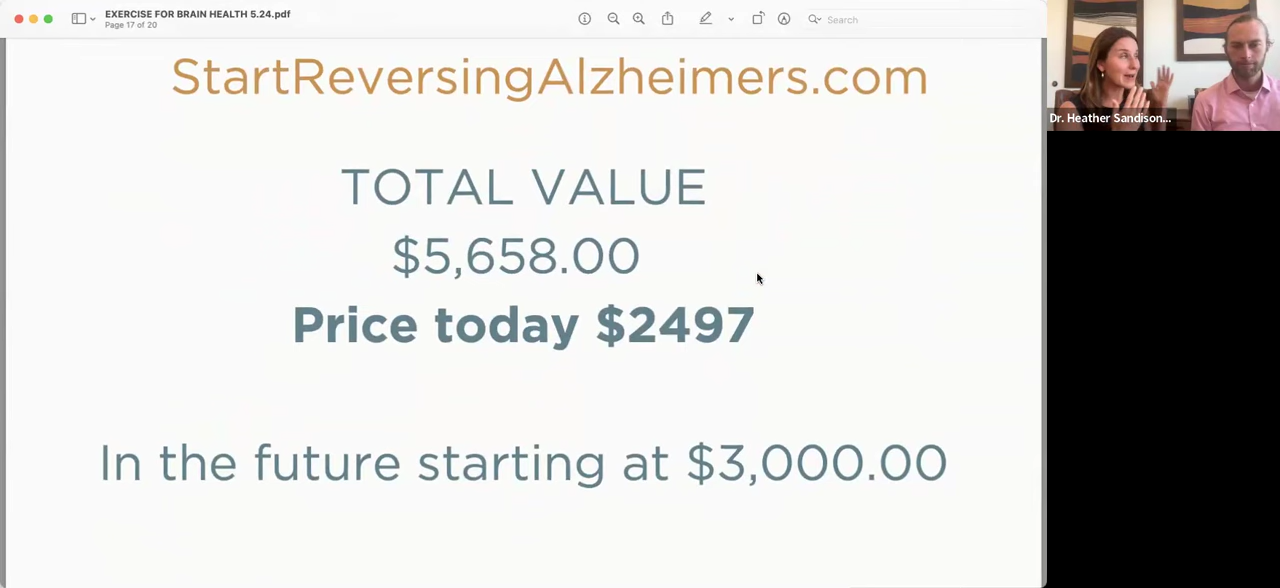 EXERCISE FOR BRAIN HEALTH 5.24.pdf
Page 17 of 20
Search
StartReversingAlzheimers.com
TOTAL VALUE
$5,658.00
Price today $2497
In the future starting at $3,000.00
Dr. Heather Sandison...